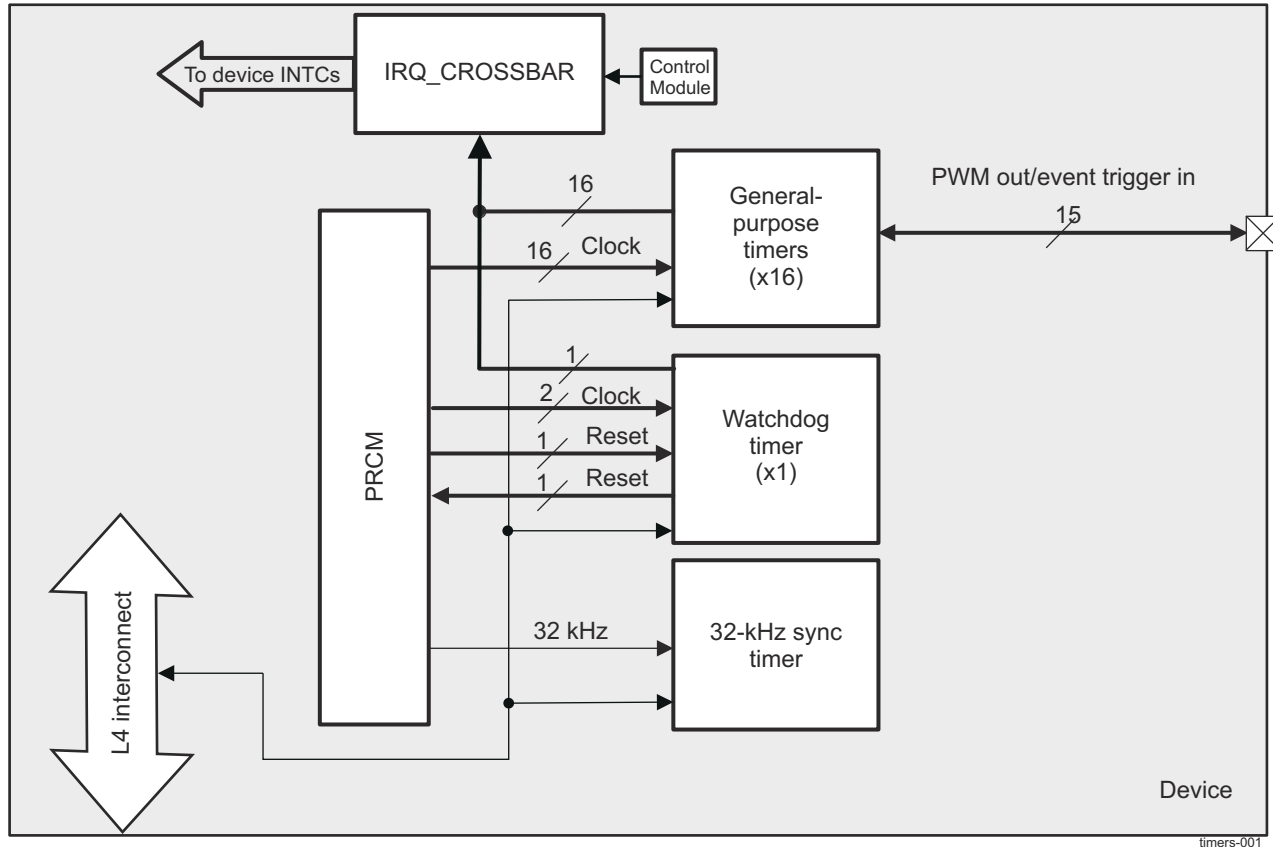 To device INTCs
IRQ_CROSSBAR
Control
Module
16
General-
purpose
timers
(x16)
PWM out/event trigger in
15
16 Clock
1
2 Clock
1 Reset
1 Reset
Watchdog
timer
(x1)
PRCM
32 kHz
32-kHz sync
timer
L4 interconnect
Device
timers-001